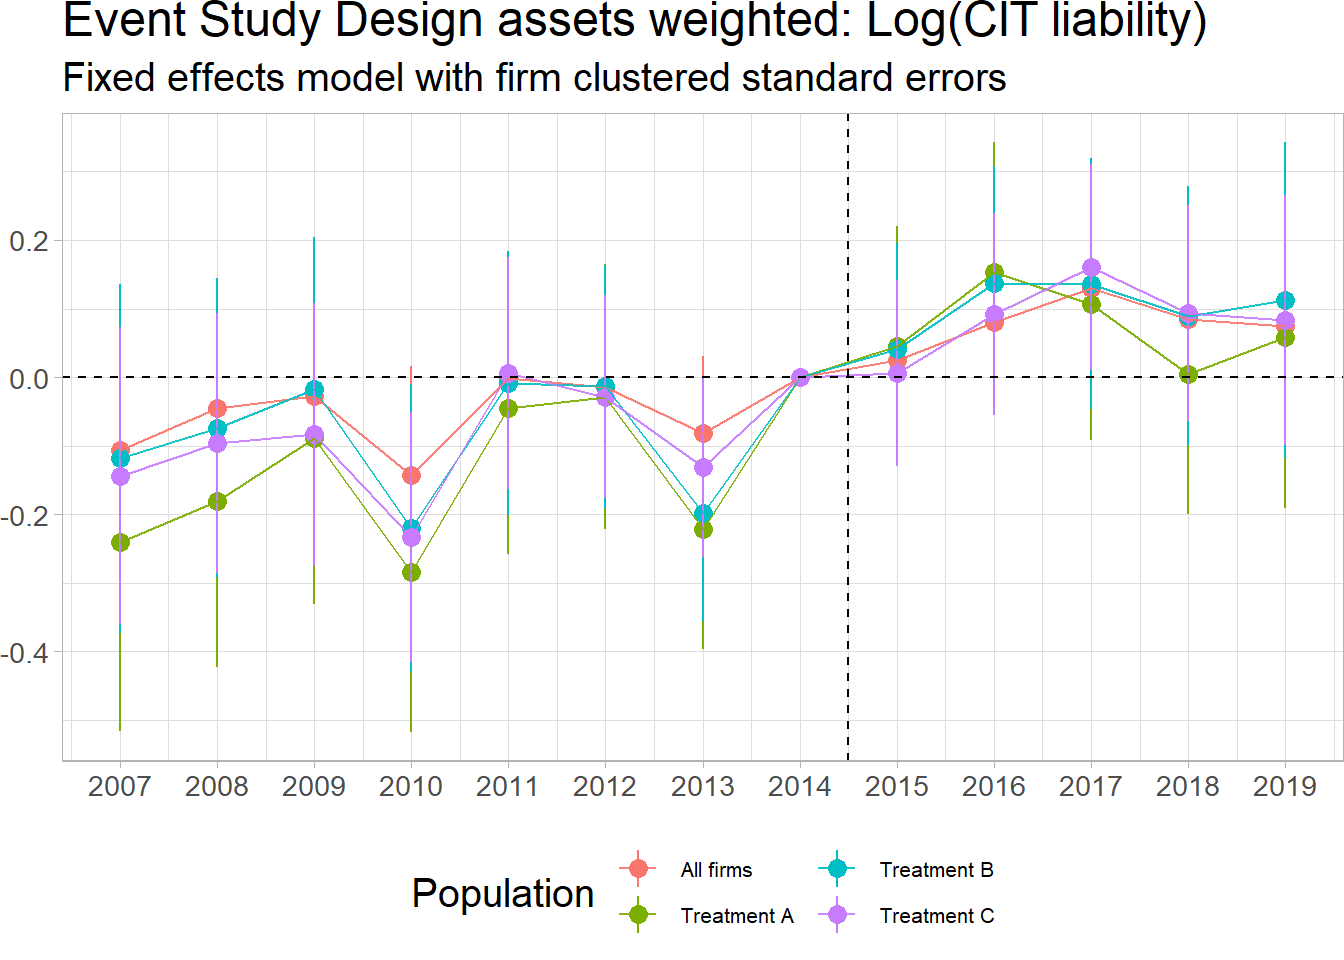 Event Study Design assets weighted: Log(CIT liability)
Fixed effects model with firm clustered standard errors
0.2
0.0
-0.2
-0.4
2007 2008 2009 2010 2011 2012 2013 2014 2015 2016 2017 2018 2019
Population
All firms
Treatment B
Treatment A
Treatment C